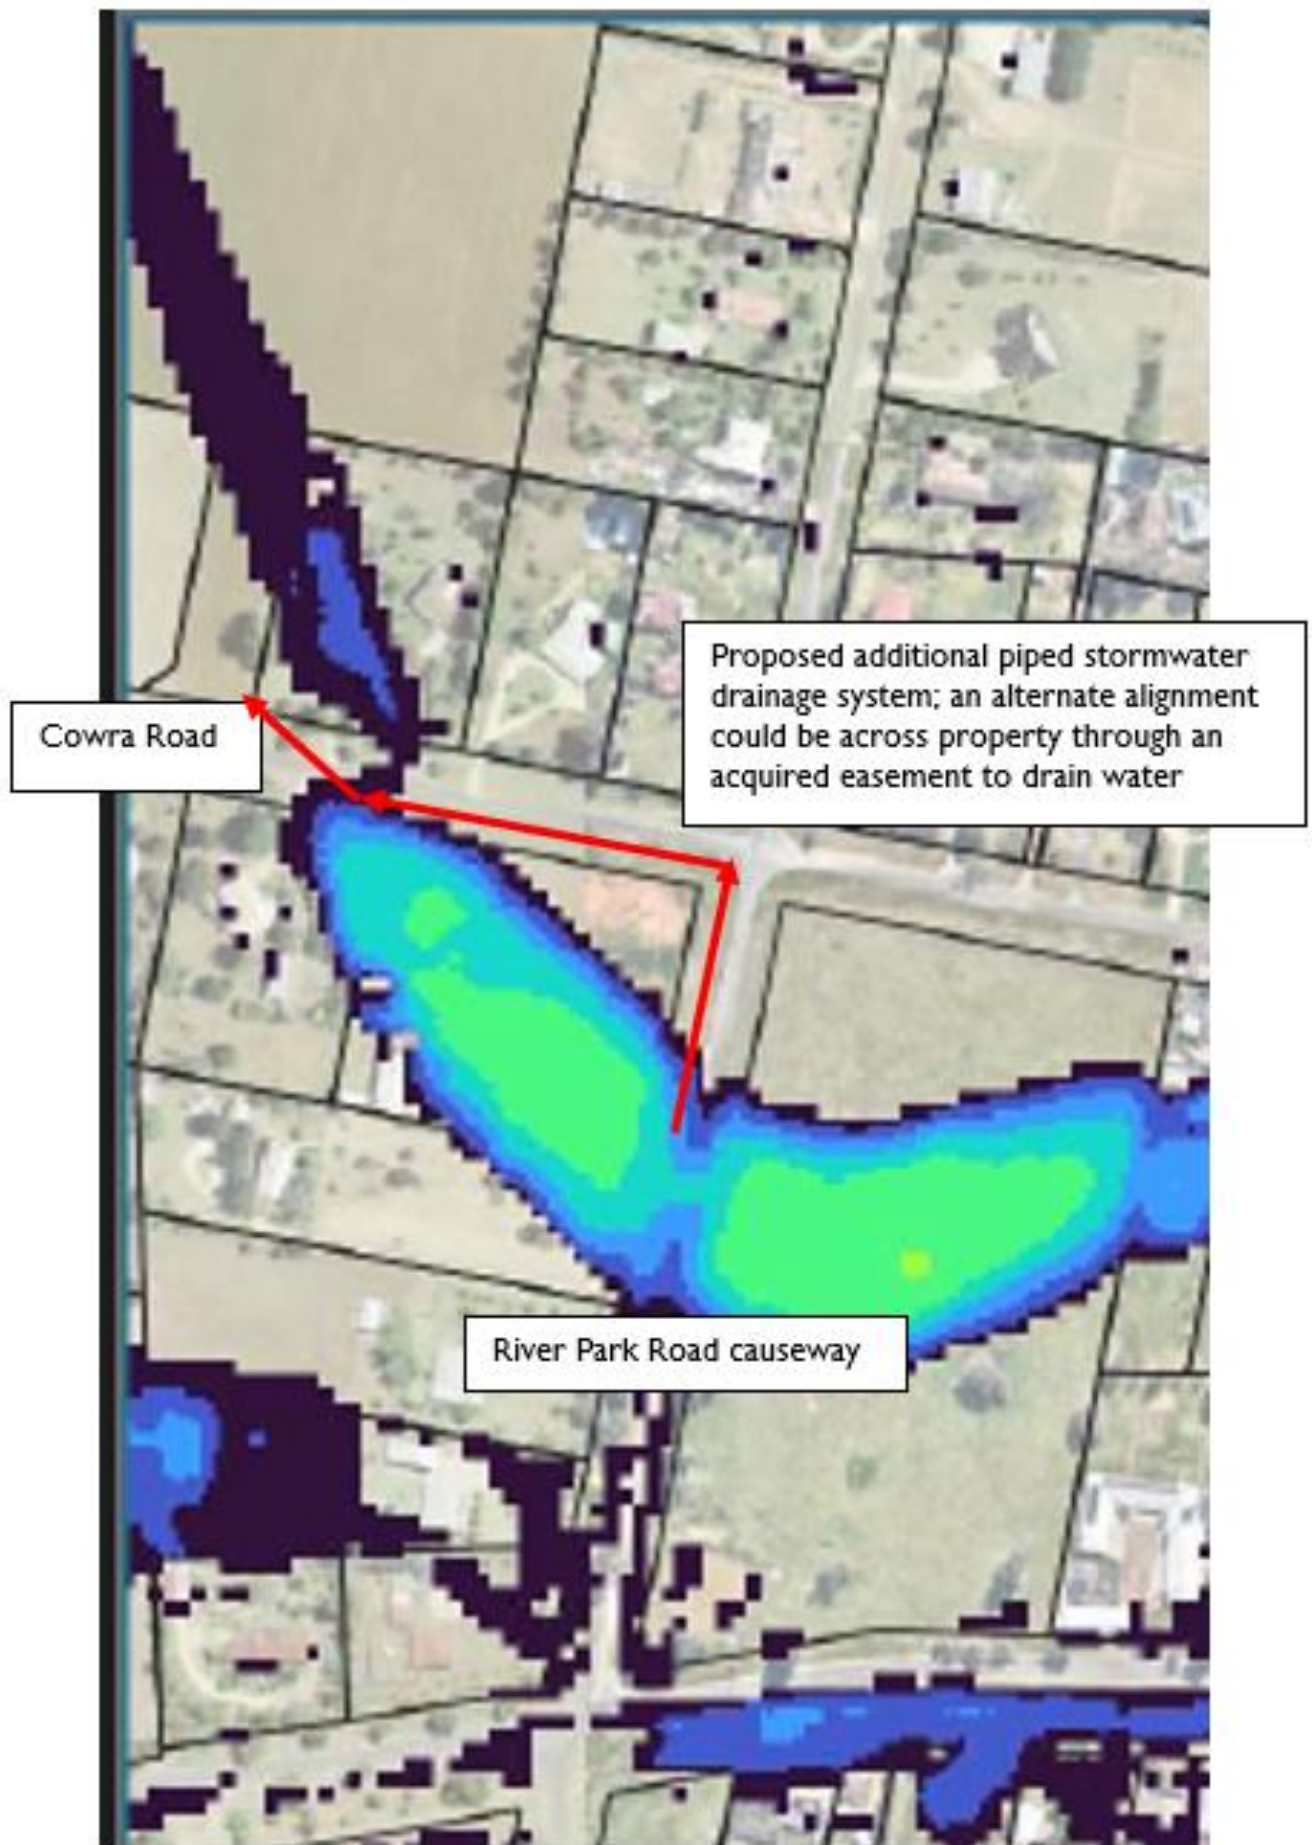 Proposed additional piped stormwater
drainage system; an alternate alignment
could be across property through an
acquired easement to drain water
Cowra Road
River Park Road causeway